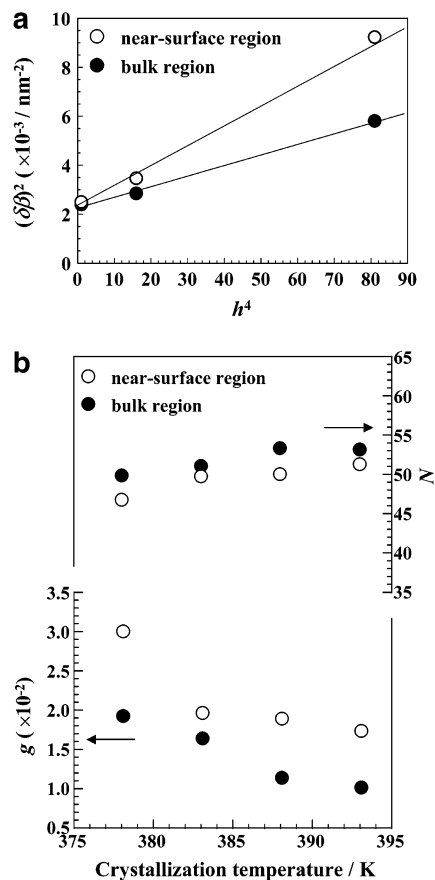 a
near-surface region
bulk region
(δβ)² ( ×10⁻³ / nm⁻²)
10
8
6
4
2
0
0 10 20 30 40 50 60 70 80 90
h⁴
b
near-surface region
bulk region
65
60
55
50
45
40
35
N
3.5
3.0
2.5
2.0
1.5
1.0
0.5
g ( ×10⁻²)
375 380 385 390 395
Crystallization temperature / K